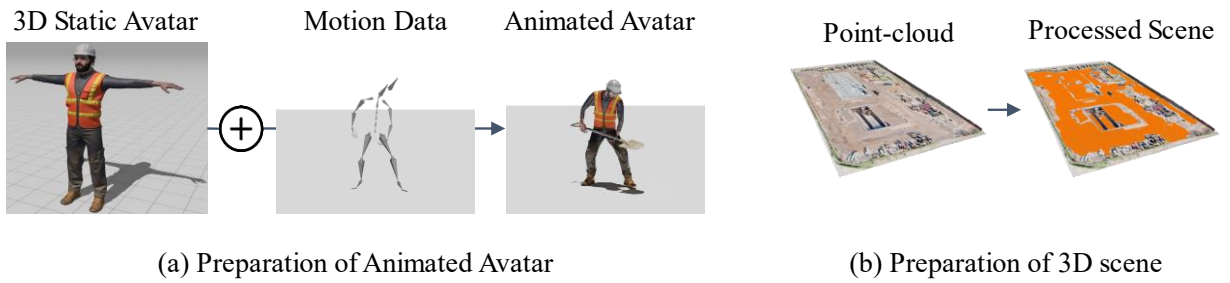 3D Static Avatar
Motion Data
Animated Avatar
Point-cloud
Processed Scene
(a) Preparation of Animated Avatar
(b) Preparation of 3D scene